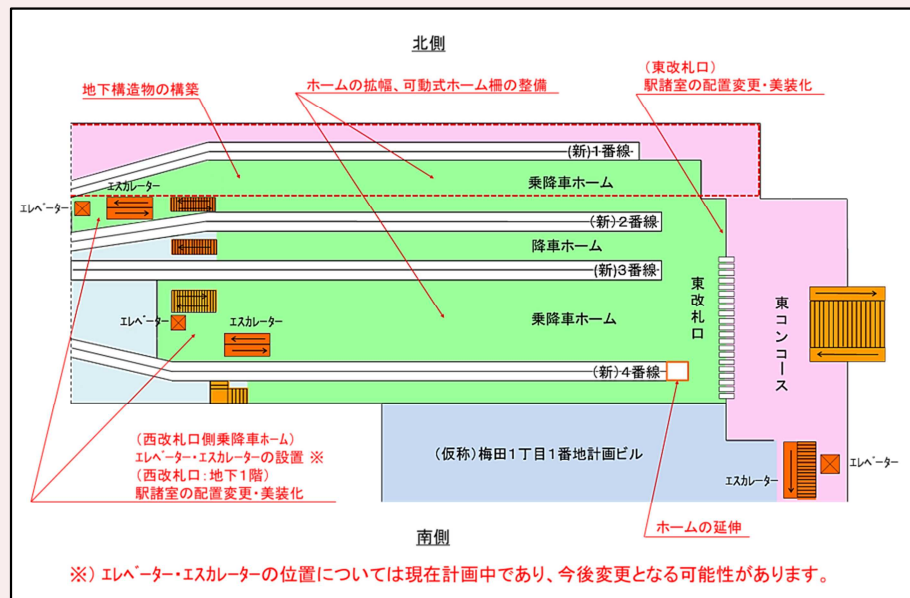 北側
(東改札口)
駅諸室の配置変更・美装化
地下構造物の構築
ホームの拡幅、可動式ホーム柵の整備
(新)1番線
乗降車ホーム
エスカレーター
エレベーター
(新)2番線
降車ホーム
(新)3番線
東改札口
東コンコース
エレベーター
エスカレーター
乗降車ホーム
(新)4番線
(西改札口側乗降車ホーム)
エレベーター・エスカレーターの設置 ※
(西改札口:地下1階)
駅諸室の配置変更・美装化
(仮称)梅田1丁目1番地計画ビル
エスカレーター
エレベーター
ホームの延伸
南側
※) エレベーター・エスカレーターの位置については現在計画中であり、今後変更となる可能性があります。